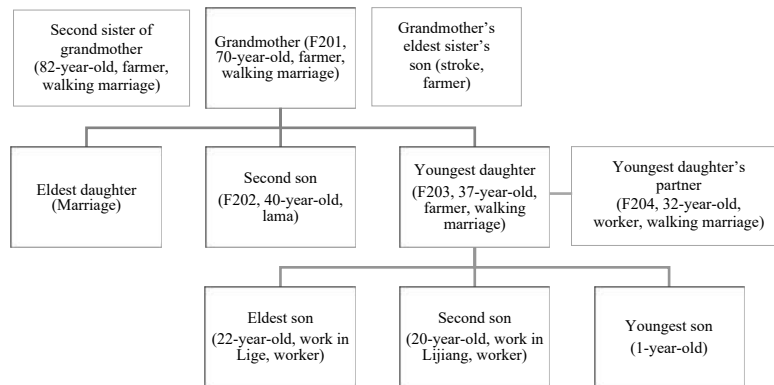 Second sister of
grandmother
(82-year-old, farmer,
walking marriage)
Grandmother (F201,
70-year-old, farmer,
walking marriage)
Grandmother’s
eldest sister’s
son (stroke,
farmer)
Eldest daughter
(Marriage)
Second son
(F202, 40-year-old,
lama)
Youngest daughter
(F203, 37-year-old,
farmer, walking
marriage)
Youngest daughter’s
partner
(F204, 32-year-old,
worker, walking marriage)
Eldest son
(22-year-old, work in
Lige, worker)
Second son
(20-year-old, work in
Lijiang, worker)
Youngest son
(1-year-old)